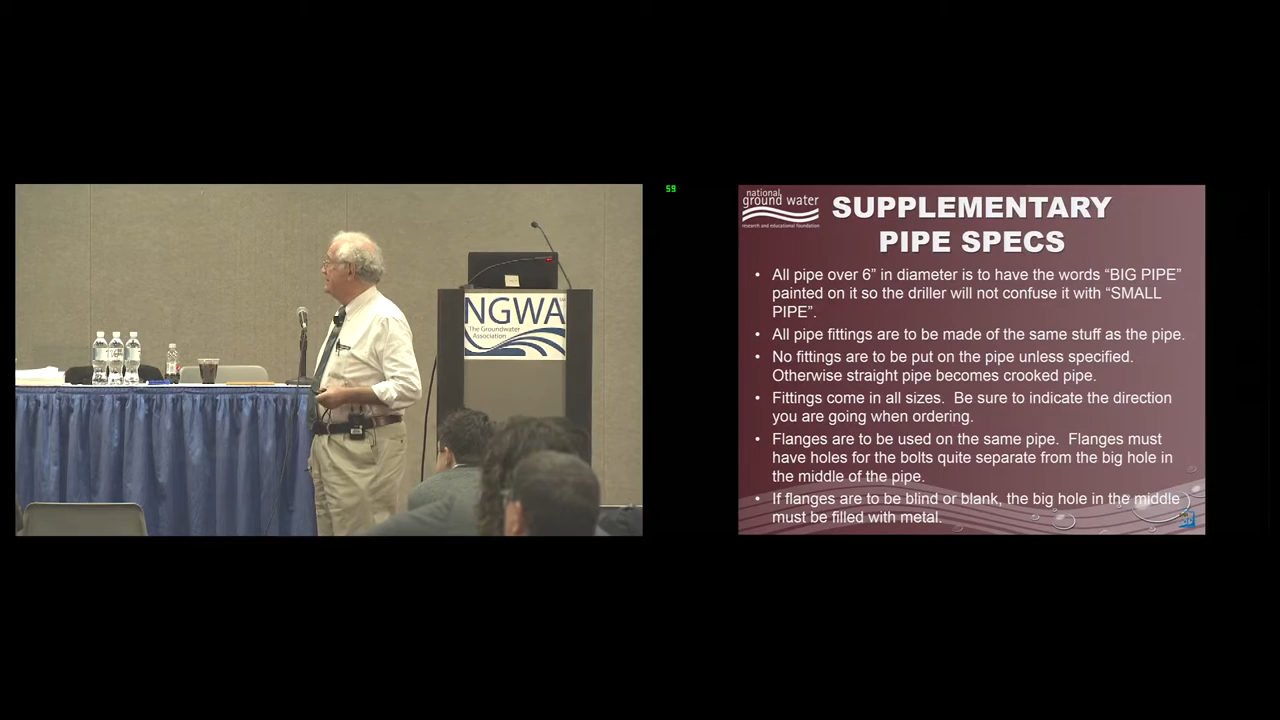 NGWA
The Groundwater
Association
59
national
ground water
research and educational foundation
SUPPLEMENTARY
PIPE SPECS
• All pipe over 6” in diameter is to have the words “BIG PIPE”
painted on it so the driller will not confuse it with “SMALL
PIPE”.
• All pipe fittings are to be made of the same stuff as the pipe.
• No fittings are to be put on the pipe unless specified.
Otherwise straight pipe becomes crooked pipe.
• Fittings come in all sizes. Be sure to indicate the direction
you are going when ordering.
• Flanges are to be used on the same pipe. Flanges must
have holes for the bolts quite separate from the big hole in
the middle of the pipe.
• If flanges are to be blind or blank, the big hole in the middle
must be filled with metal.